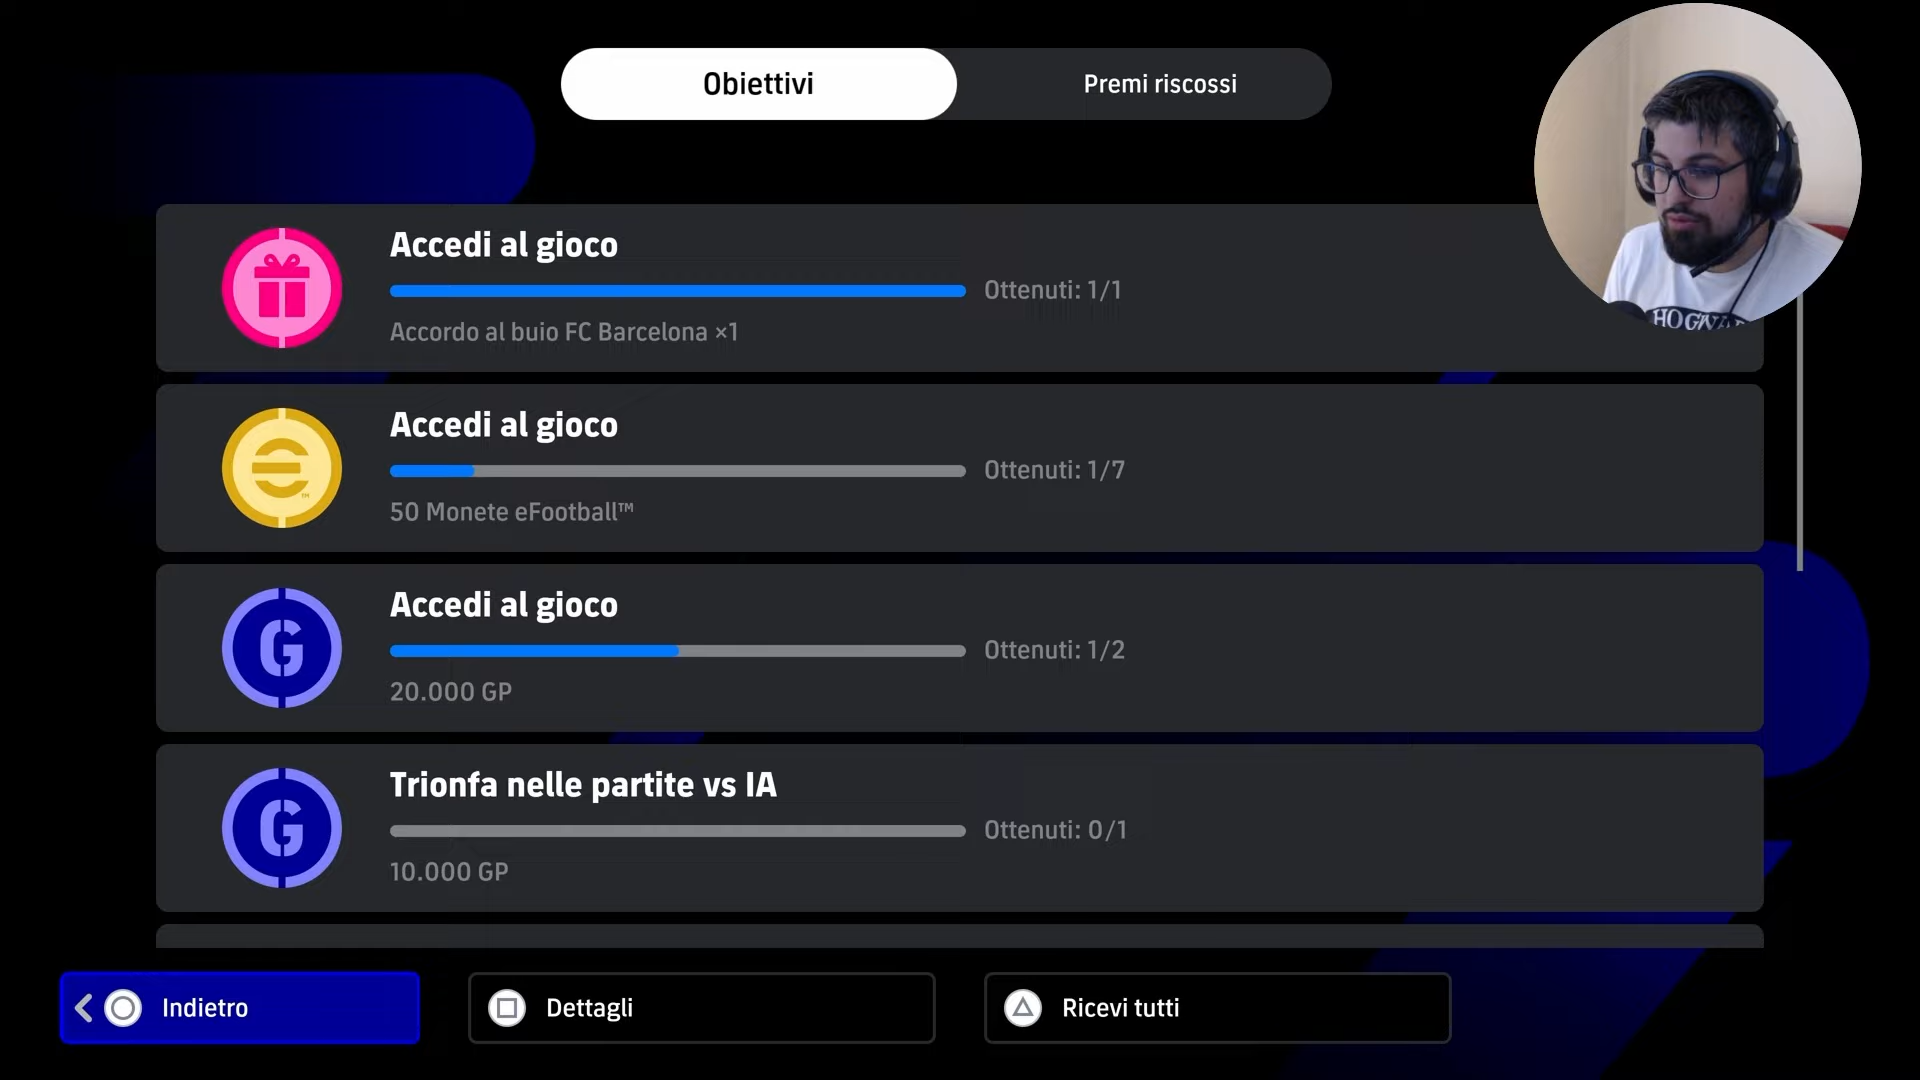 Obiettivi
Premi riscossi
Accedi al gioco
Ottenuti: 1/1
Accordo al buio FC Barcelona ×1
Accedi al gioco
Ottenuti: 1/7
50 Monete eFootball™
Accedi al gioco
Ottenuti: 1/2
20.000 GP
Trionfa nelle partite vs IA
Ottenuti: 0/1
10.000 GP
Indietro
Dettagli
Ricevi tutti